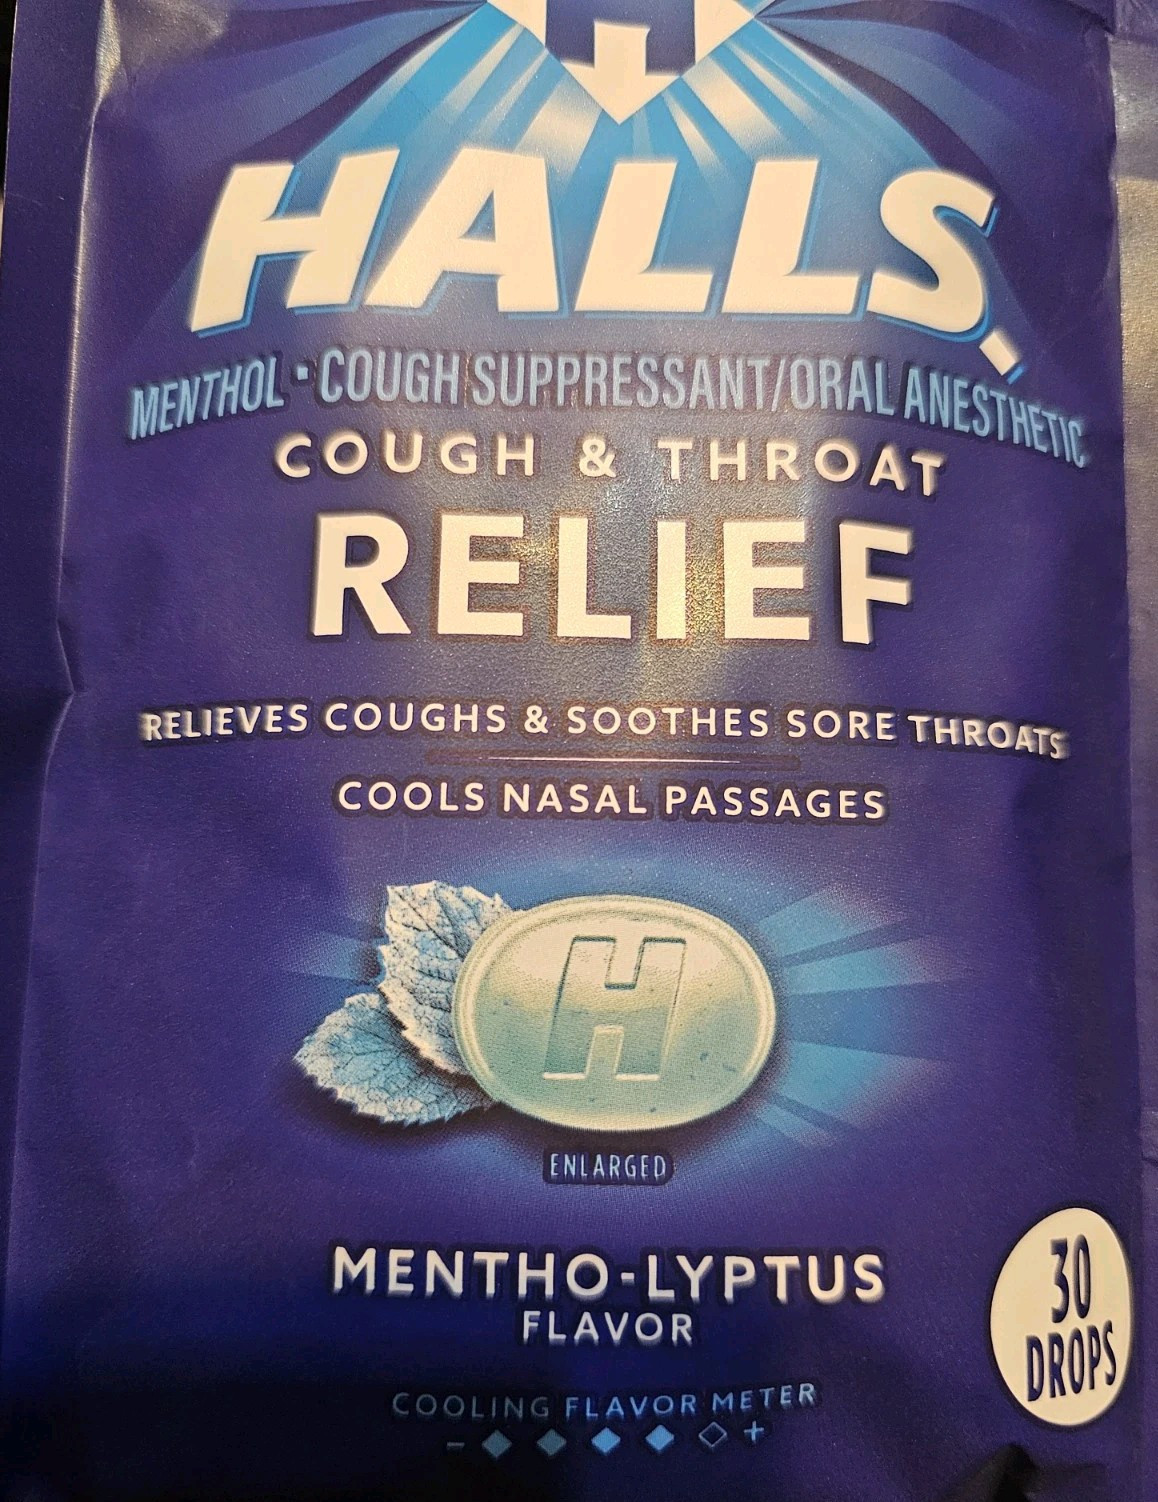 H
HALLS.
MENTHOL • COUGH SUPPRESSANT/ORAL ANESTHETIC
COUGH & THROAT
RELIEF
RELIEVES COUGHS & SOOTHES SORE THROATS
COOLS NASAL PASSAGES
H
ENLARGED
MENTHO-LYPTUS
FLAVOR
30
DROPS
COOLING FLAVOR METER
- +